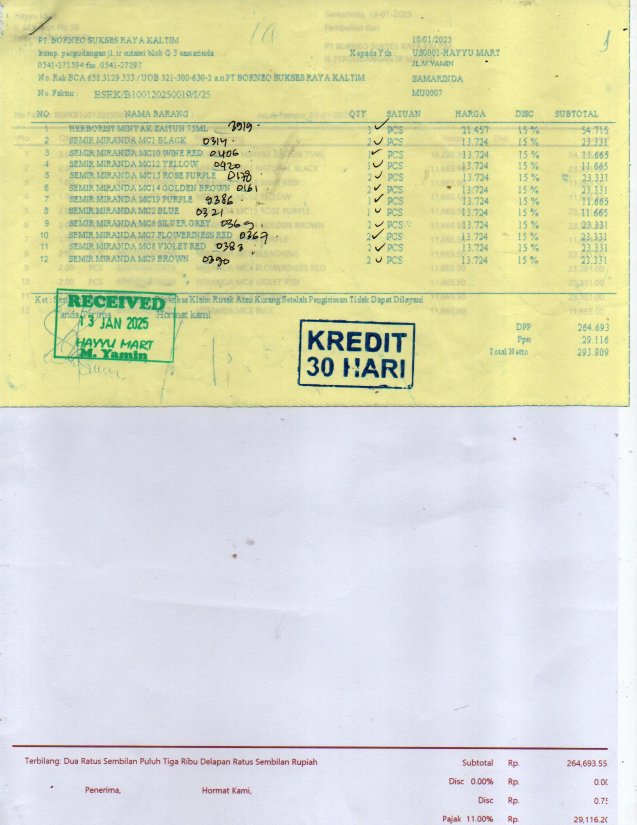 PT BORNEO SUKSES RAYA KALTIM 10/01/2025
komp. pergudangan jl. ir sutami blok G 3 samarinda Kepada Yth : US0001-HAYYU MART
0541-271594 fax 0541-27297 JL.M.YAMIN
No. Rek BCA 658.5129.333 / UOB 321-300-630-2 a.n PT BORNEO SUKSES RAYA KALTIM SAMARINDA
No. Faktur : BSRK/B100120250019/I/25 MU0807
NO NAMA BARANG : QTY SATUAN HARGA DISC SUBTOTAL
1 HERBORIST MINYAK ZAITUN 75ML 3919 3 PCS 21.457 15 % 54.715
2 SEMIR MIRANDA MC1 BLACK 0314 2 PCS 13.724 15 % 23.331
3 SEMIR MIRANDA MC10 WINE RED 0406 1 PCS 13.724 15 % 11.665
4 SEMIR MIRANDA MC12 YELLOW 0420 1 PCS 13.724 15 % 11.665
5 SEMIR MIRANDA MC13 ROSE PURPLE 0178 2 PCS 13.724 15 % 23.331
6 SEMIR MIRANDA MC14 GOLDEN BROWN 0161 2 PCS 13.724 15 % 23.331
7 SEMIR MIRANDA MC19 PURPLE 0386 1 PCS 13.724 15 % 11.665
8 SEMIR MIRANDA MC2 BLUE 0321 1 PCS 13.724 15 % 11.665
9 SEMIR MIRANDA MC6 SILVER GREY 0369 2 PCS 13.724 15 % 23.331
10 SEMIR MIRANDA MC7 FLOWERINESS RED 0367 2 PCS 13.724 15 % 23.331
11 SEMIR MIRANDA MC8 VIOLET RED 0383 2 PCS 13.724 15 % 23.331
12 SEMIR MIRANDA MC9 BROWN 0390 2 PCS 13.724 15 % 23.331
Ket : Klaim Rusak Atau Kurang Setelah Pengiriman Tidak Dapat Dilayani
Tanda Terima Hormat kami
RECEIVED
13 JAN 2025
HAYYU MART
M. Yamin
KREDIT
30 HARI
DPP 264.693
Ppn 29.116
Total Netto 293.809
Terbilang: Dua Ratus Sembilan Puluh Tiga Ribu Delapan Ratus Sembilan Rupiah Subtotal Rp. 264,693.55
Disc 0.00% Rp. 0.00
Penerima, Hormat Kami,
Disc Rp. 0.75
Pajak 11.00% Rp. 29,116.20